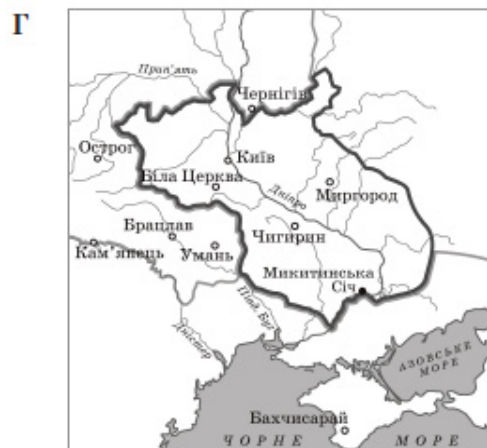 Г
Прип'ять
Чернігів
Острог
Київ
Біла Церква
Дніпро
Миргород
Брацлав
Чигирин
Кам'янець
Умань
Микитинська
Січ
Півд. Буг
Дністер
АЗОВСЬКЕ
МОРЕ
Бахчисарай
ЧОРНЕ
МОРЕ